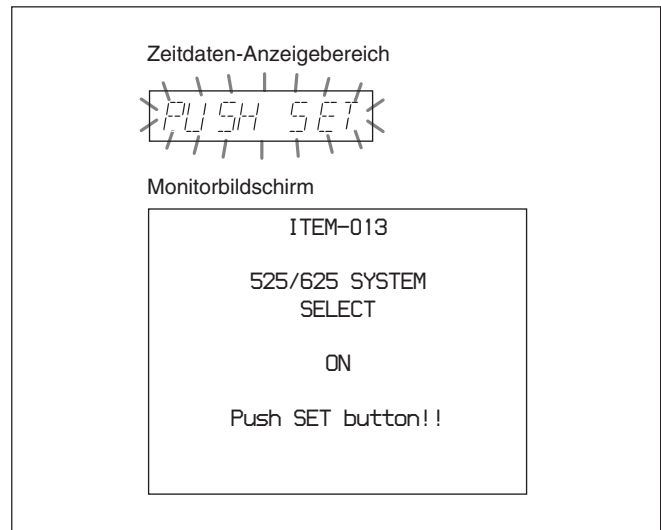 Zeitdaten-Anzeigebereich
PUSH SET
Monitorbildschirm
ITEM-013
525/625 SYSTEM
SELECT
ON
Push SET button!!